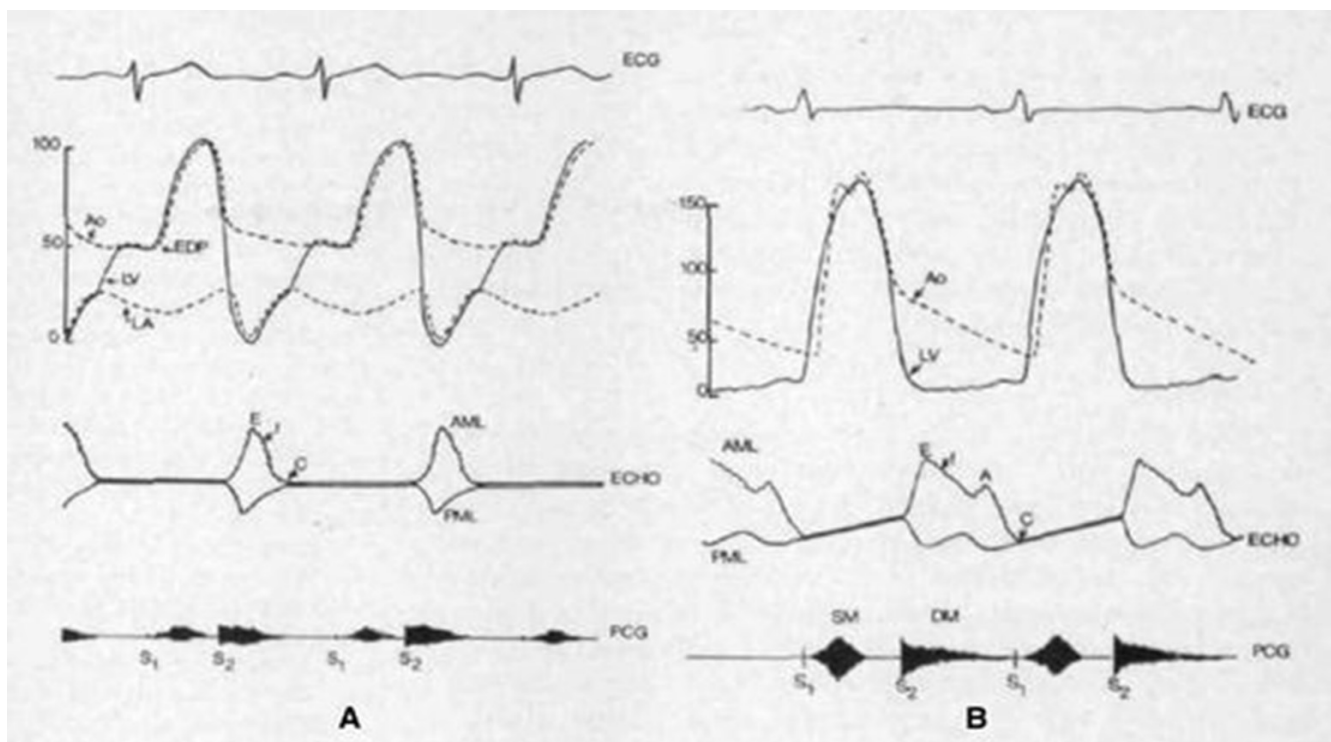 ECG
100
Ao
50
EDP
LV
LA
0
E
f
AML
C
ECHO
PML
PCG
S1 S2 S1 S2
A
ECG
150
100
Ao
50
LV
0
AML
E
f
A
C
PML
ECHO
SM DM
PCG
S1 S2 S1 S2
B